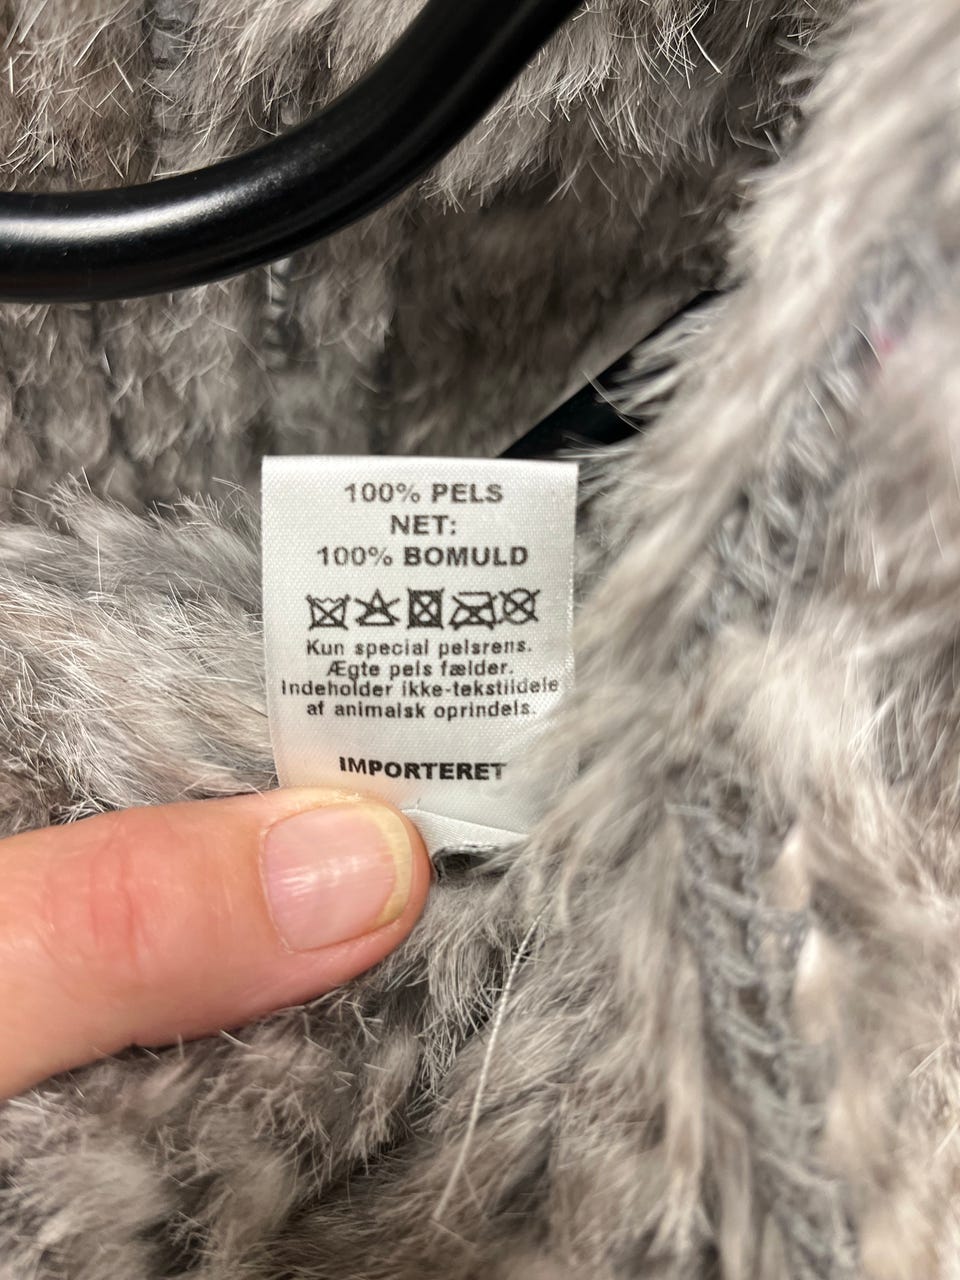 100% PELS
NET:
100% BOMULD
Kun special pelsrens.
Ægte pels fælder.
Indeholder ikke-tekstildele
af animalsk oprindels.
IMPORTERET